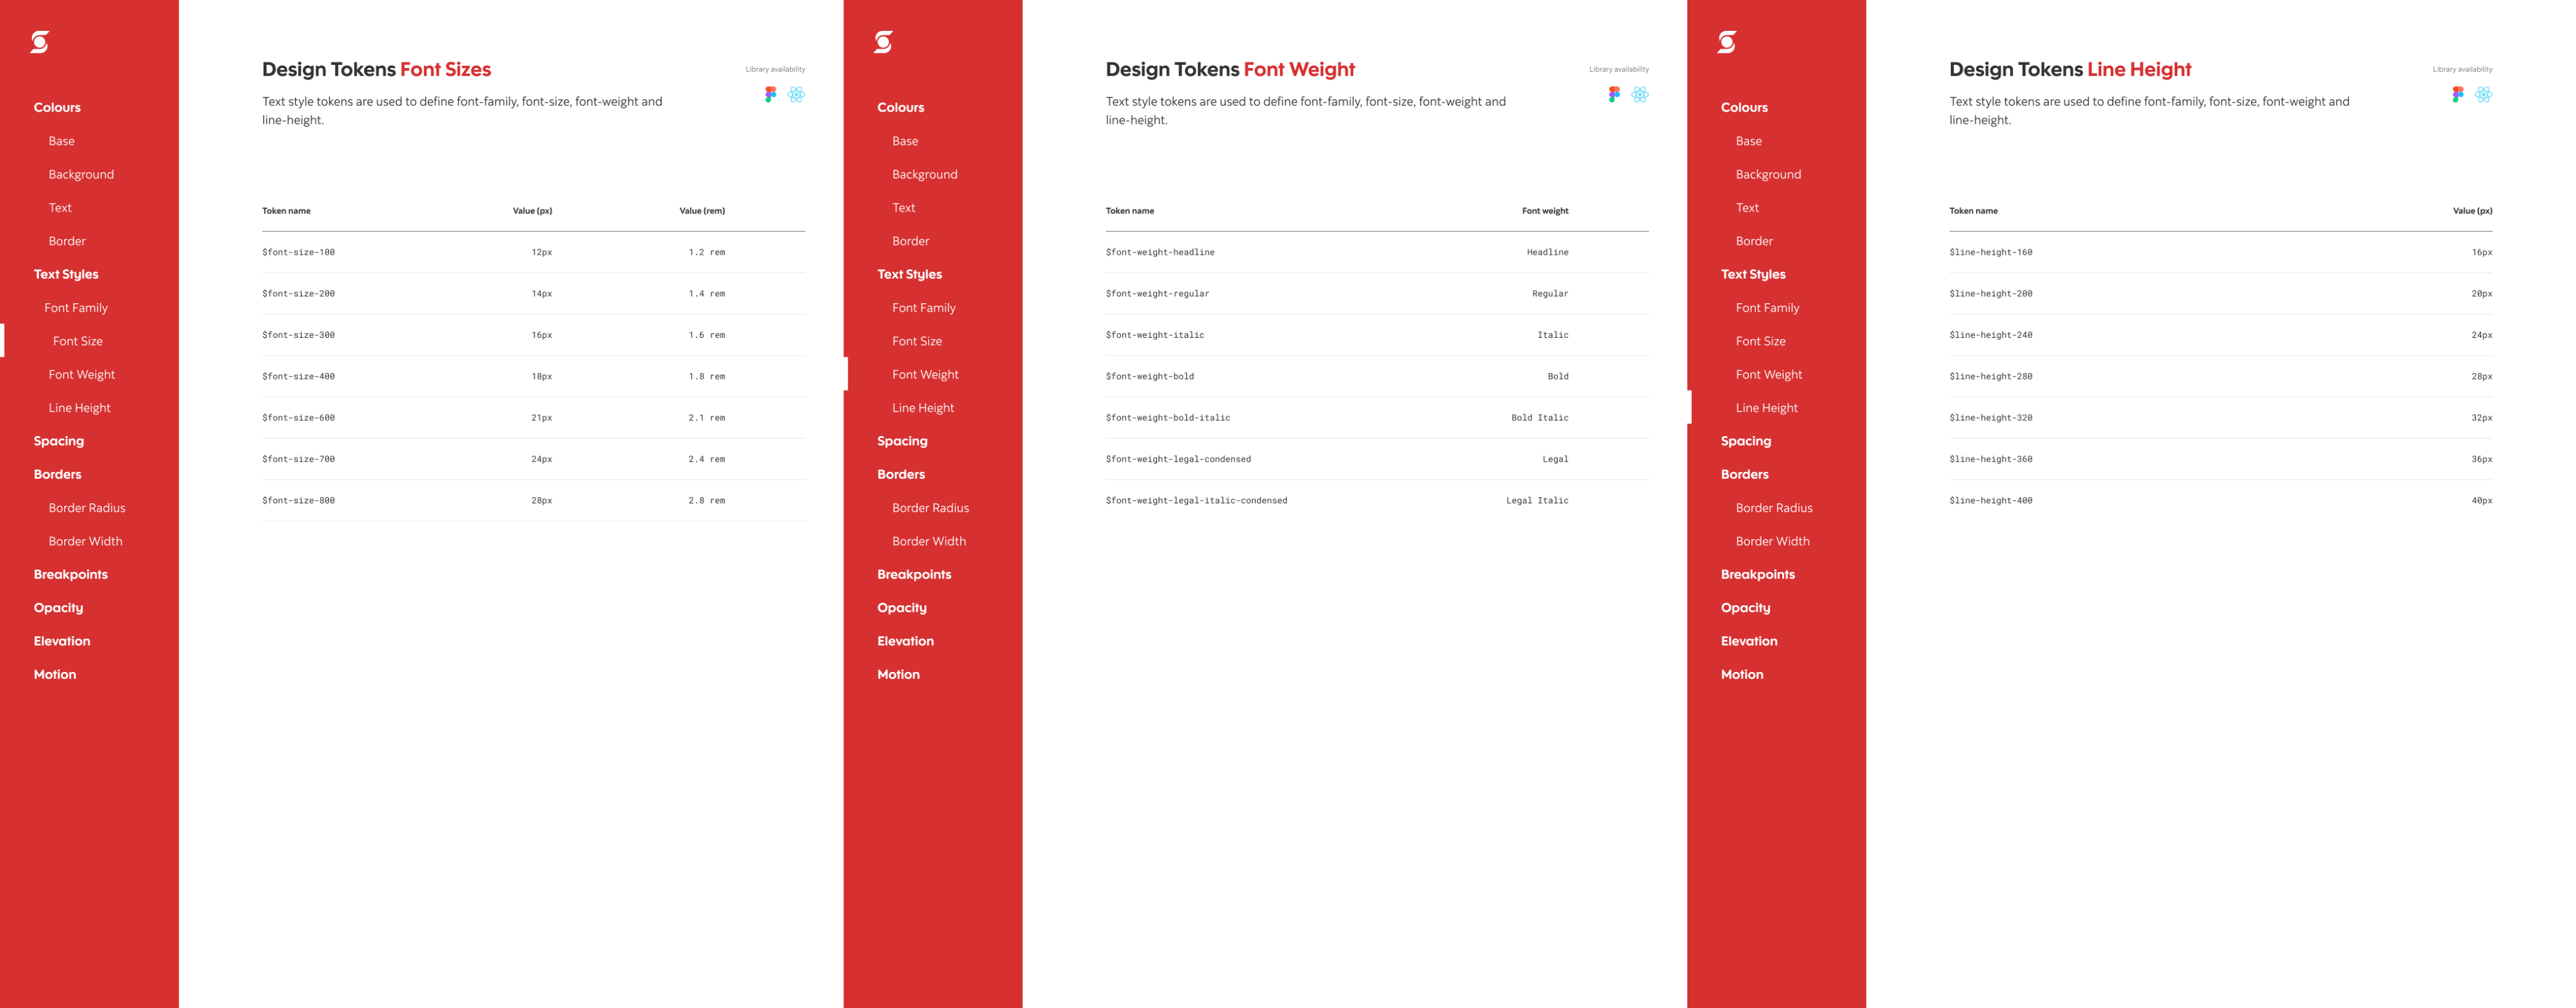 Colours
Base
Background
Text
Border
Text Styles
Font Family
Font Size
Font Weight
Line Height
Spacing
Borders
Border Radius
Border Width
Breakpoints
Opacity
Elevation
Motion
Design Tokens Font Sizes
Library availability
Text style tokens are used to define font-family, font-size, font-weight and
line-height.
Token name Value (px) Value (rem)
$font-size-100 12px 1.2 rem
$font-size-200 14px 1.4 rem
$font-size-300 16px 1.6 rem
$font-size-400 18px 1.8 rem
$font-size-600 21px 2.1 rem
$font-size-700 24px 2.4 rem
$font-size-800 28px 2.8 rem
Colours
Base
Background
Text
Border
Text Styles
Font Family
Font Size
Font Weight
Line Height
Spacing
Borders
Border Radius
Border Width
Breakpoints
Opacity
Elevation
Motion
Design Tokens Font Weight
Library availability
Text style tokens are used to define font-family, font-size, font-weight and
line-height.
Token name Font weight
$font-weight-headline Headline
$font-weight-regular Regular
$font-weight-italic Italic
$font-weight-bold Bold
$font-weight-bold-italic Bold Italic
$font-weight-legal-condensed Legal
$font-weight-legal-italic-condensed Legal Italic
Colours
Base
Background
Text
Border
Text Styles
Font Family
Font Size
Font Weight
Line Height
Spacing
Borders
Border Radius
Border Width
Breakpoints
Opacity
Elevation
Motion
Design Tokens Line Height
Library availability
Text style tokens are used to define font-family, font-size, font-weight and
line-height.
Token name Value (px)
$line-height-160 16px
$line-height-200 20px
$line-height-240 24px
$line-height-280 28px
$line-height-320 32px
$line-height-360 36px
$line-height-400 40px